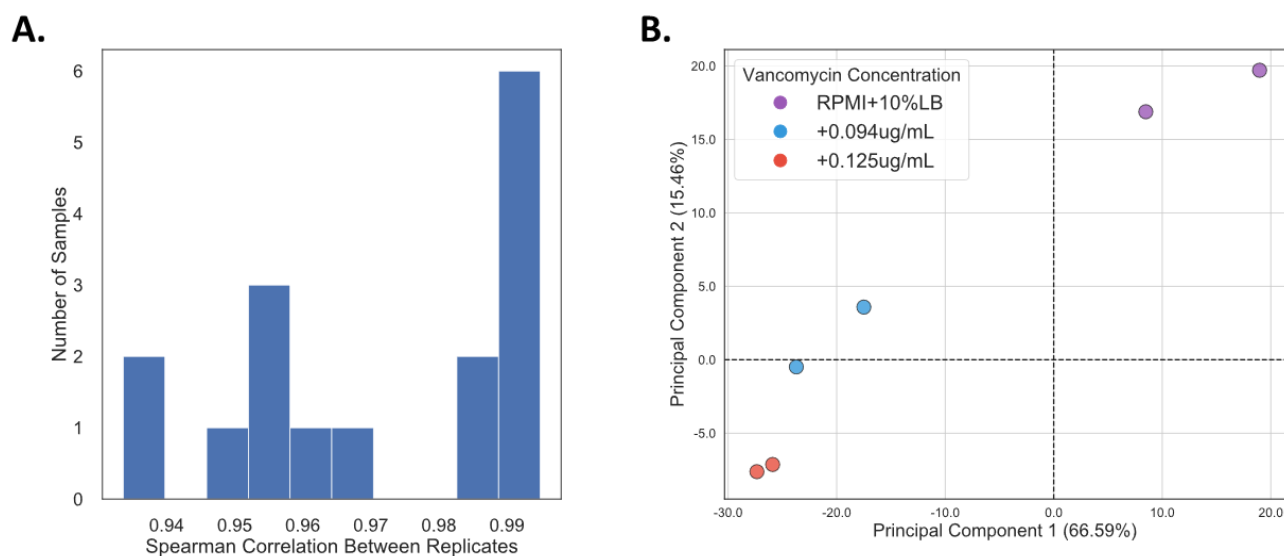 A.
6
5
4
3
2
1
0
Number of Samples
0.94 0.95 0.96 0.97 0.98 0.99
Spearman Correlation Between Replicates
B.
Vancomycin Concentration
RPMI+10%LB
+0.094ug/mL
+0.125ug/mL
20.0
15.0
10.0
5.0
0.0
-5.0
Principal Component 2 (15.46%)
-30.0 -20.0 -10.0 0.0 10.0 20.0
Principal Component 1 (66.59%)